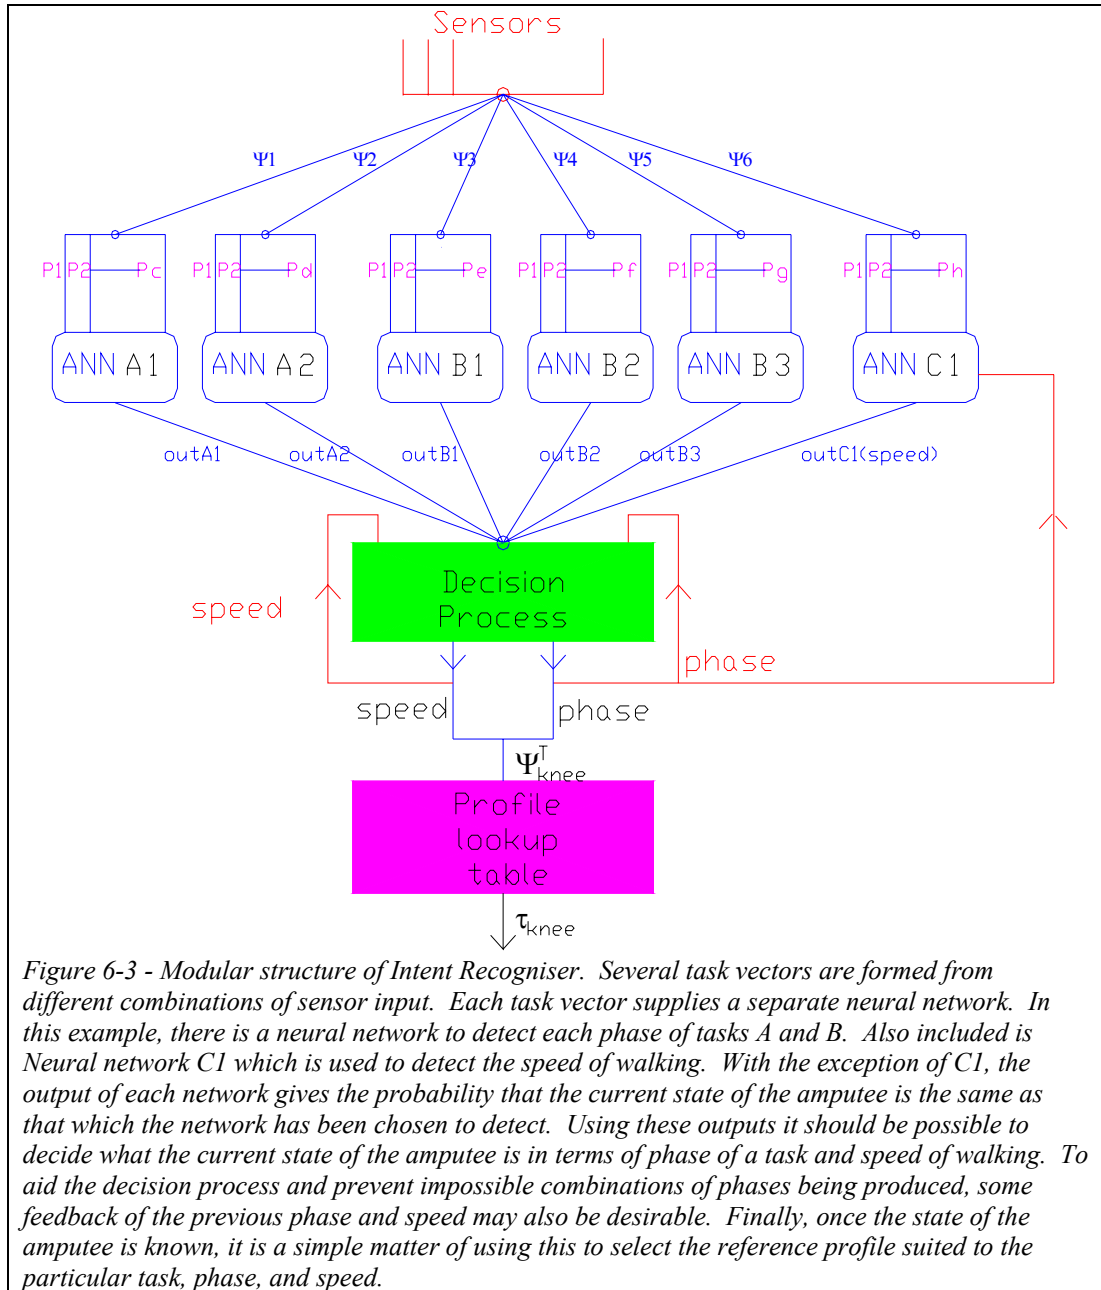 Sensors
Ψ1 Ψ2 Ψ3 Ψ4 Ψ5 Ψ6
P1 P2 Pc P1 P2 Pd P1 P2 Pe P1 P2 Pf P1 P2 Pg P1 P2 Ph
ANN A1 ANN A2 ANN B1 ANN B2 ANN B3 ANN C1
outA1 outA2 outB1 outB2 outB3 outC1(speed)
Decision
Process
speed
phase
speed phase
Ψ^T_knee
Profile
lookup
table
τ_knee
Figure 6-3 - Modular structure of Intent Recogniser. Several task vectors are formed from
different combinations of sensor input. Each task vector supplies a separate neural network. In
this example, there is a neural network to detect each phase of tasks A and B. Also included is
Neural network C1 which is used to detect the speed of walking. With the exception of C1, the
output of each network gives the probability that the current state of the amputee is the same as
that which the network has been chosen to detect. Using these outputs it should be possible to
decide what the current state of the amputee is in terms of phase of a task and speed of walking. To
aid the decision process and prevent impossible combinations of phases being produced, some
feedback of the previous phase and speed may also be desirable. Finally, once the state of the
amputee is known, it is a simple matter of using this to select the reference profile suited to the
particular task, phase, and speed.